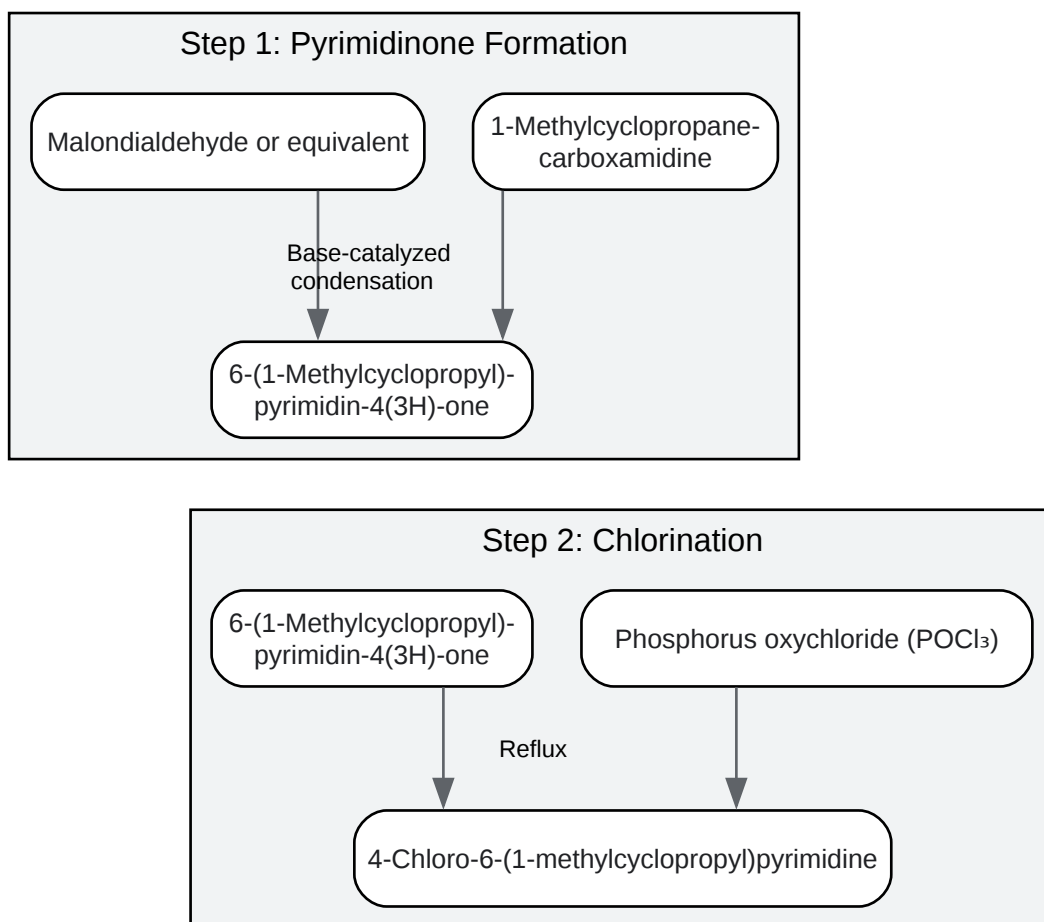 Step 1: Pyrimidinone Formation
Malondialdehyde or equivalent
1-Methylcyclopropane-
carboxamidine
Base-catalyzed
condensation
6-(1-Methylcyclopropyl)-
pyrimidin-4(3H)-one
Step 2: Chlorination
6-(1-Methylcyclopropyl)-
pyrimidin-4(3H)-one
Phosphorus oxychloride (POCl₃)
Reflux
4-Chloro-6-(1-methylcyclopropyl)pyrimidine